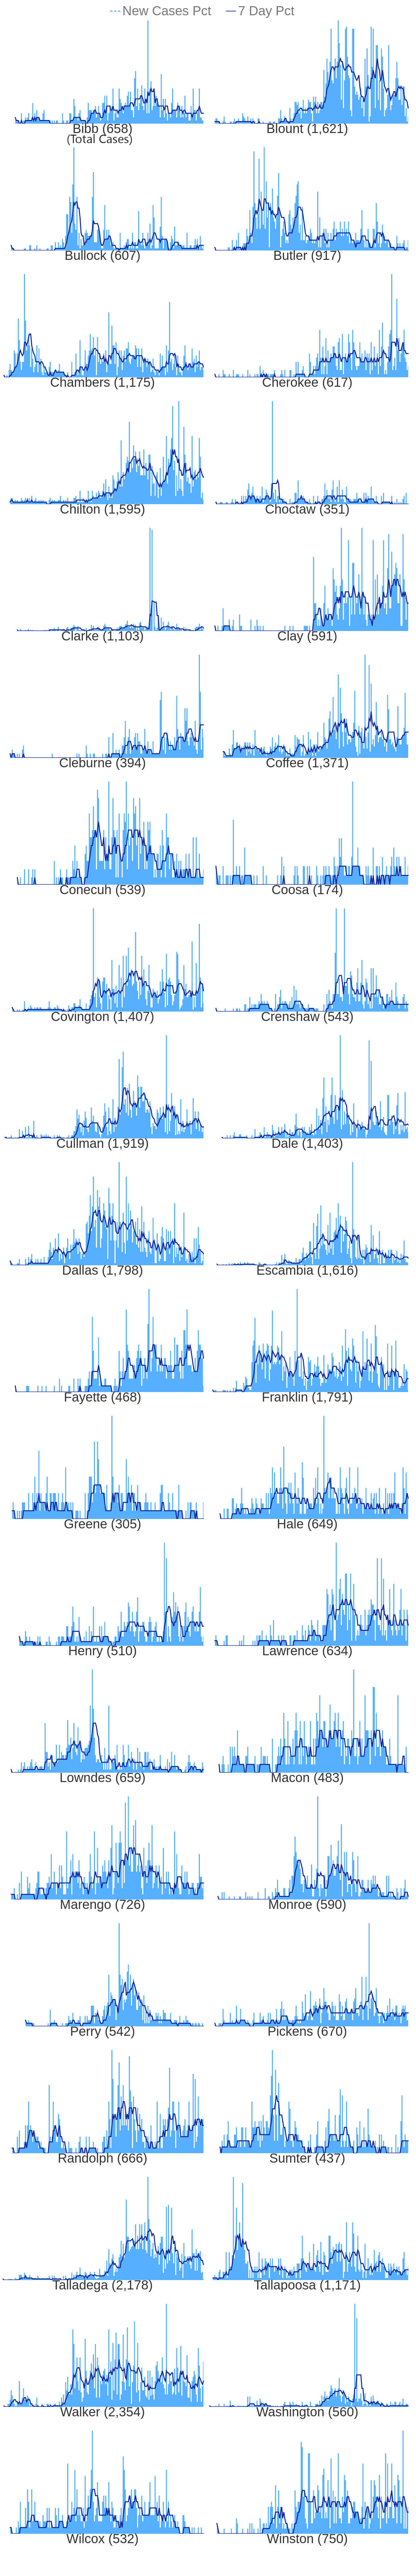 New Cases Pct 7 Day Pct
Bibb (658) Blount (1,621)
(Total Cases)
Bullock (607) Butler (917)
Chambers (1,175) Cherokee (617)
Chilton (1,595) Choctaw (351)
Clarke (1,103) Clay (591)
Cleburne (394) Coffee (1,371)
Conecuh (539) Coosa (174)
Covington (1,407) Crenshaw (543)
Cullman (1,919) Dale (1,403)
Dallas (1,798) Escambia (1,616)
Fayette (468) Franklin (1,791)
Greene (305) Hale (649)
Henry (510) Lawrence (634)
Lowndes (659) Macon (483)
Marengo (726) Monroe (590)
Perry (542) Pickens (670)
Randolph (666) Sumter (437)
Talladega (2,178) Tallapoosa (1,171)
Walker (2,354) Washington (560)
Wilcox (532) Winston (750)